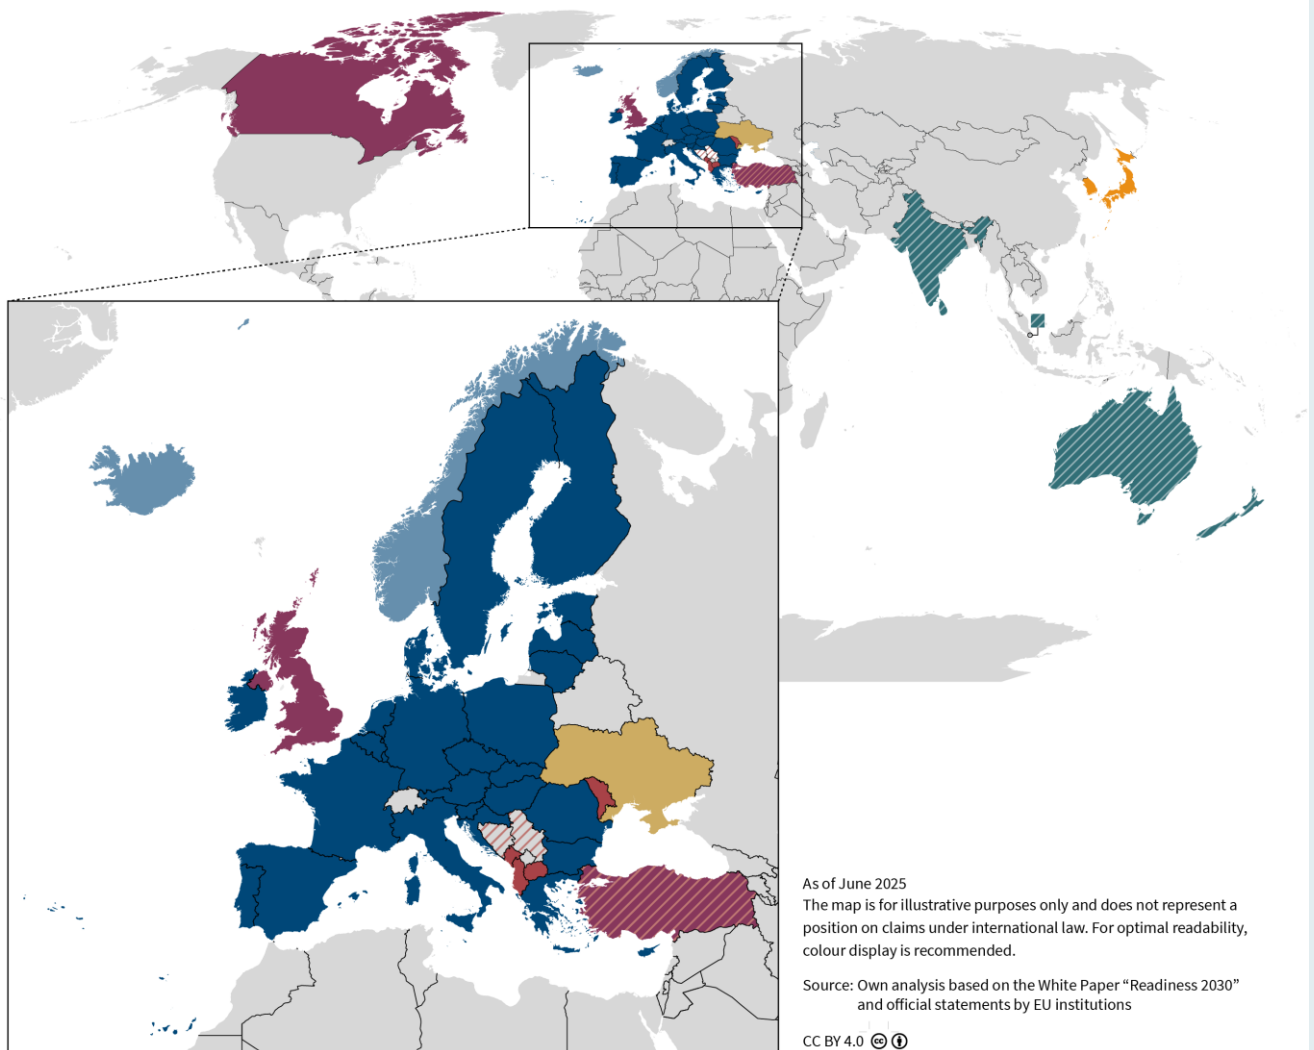 As of June 2025
The map is for illustrative purposes only and does not represent a
position on claims under international law. For optimal readability,
colour display is recommended.
Source: Own analysis based on the White Paper “Readiness 2030”
and official statements by EU institutions
CC BY 4.0